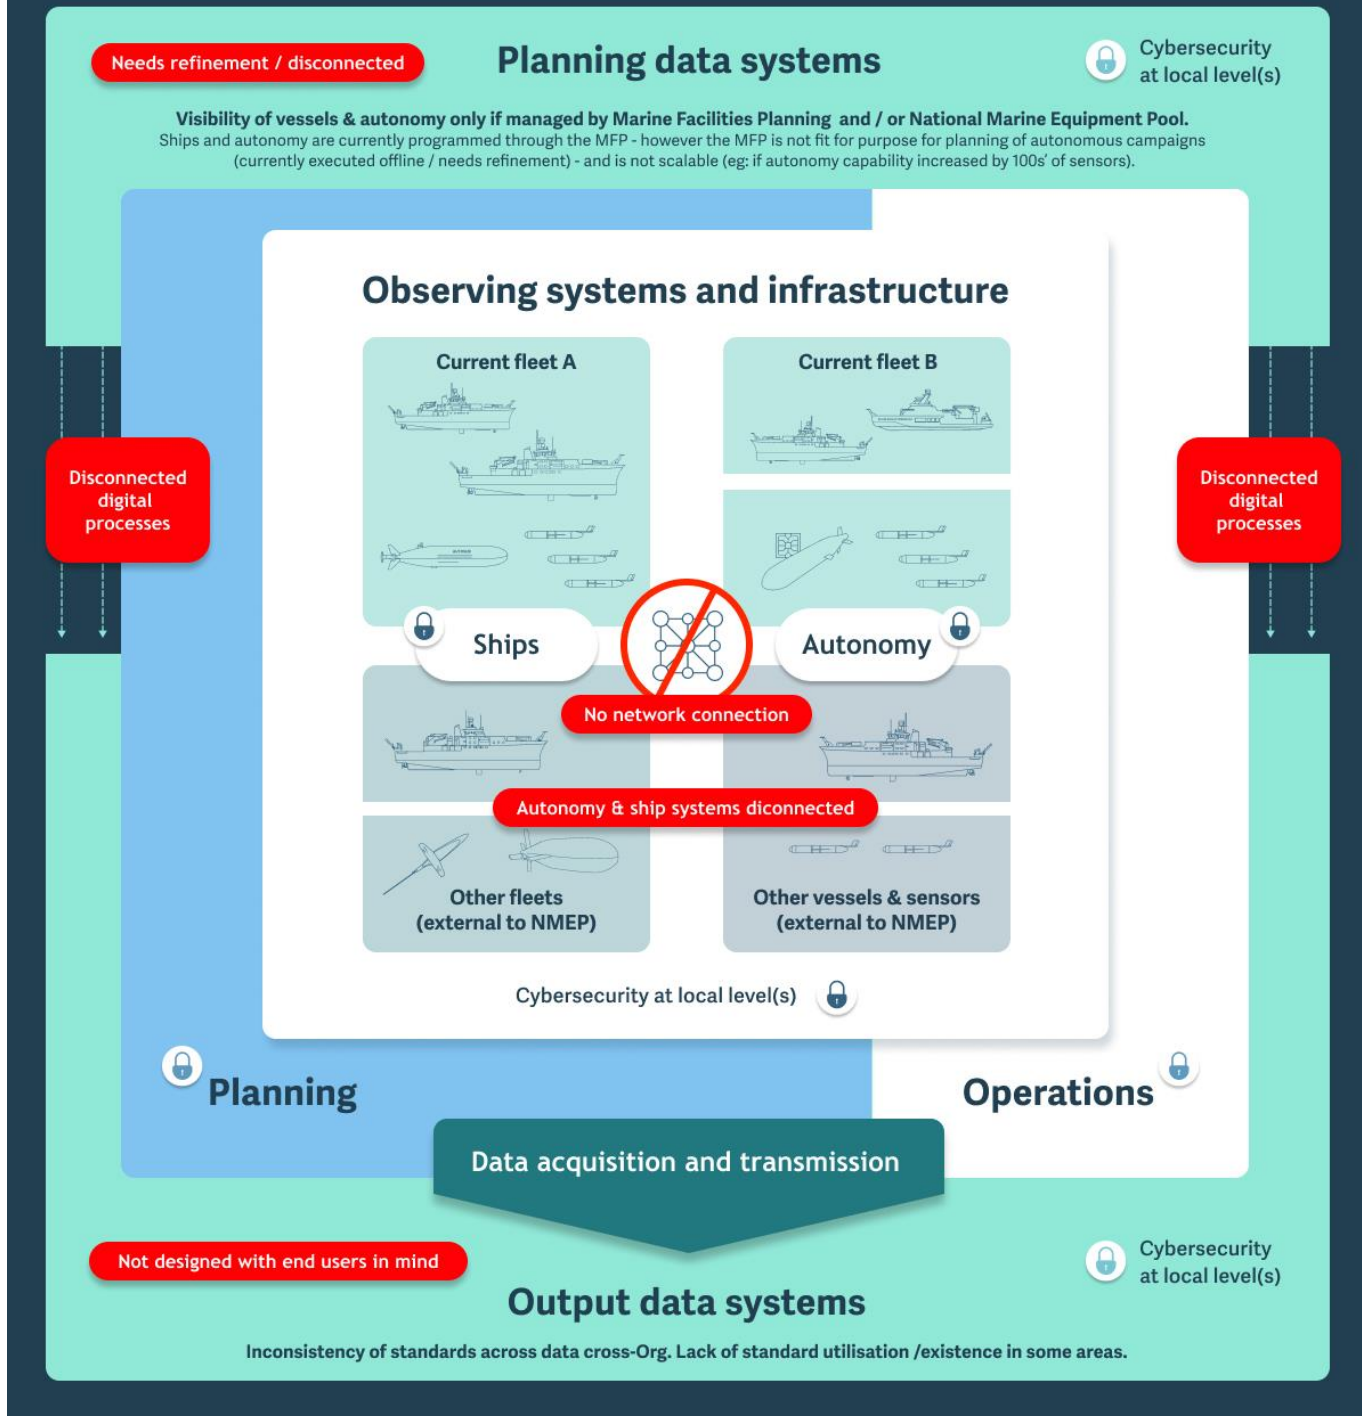 Needs refinement / disconnected
Planning data systems
Cybersecurity
at local level(s)
Visibility of vessels & autonomy only if managed by Marine Facilities Planning and / or National Marine Equipment Pool.
Ships and autonomy are currently programmed through the MFP - however the MFP is not fit for purpose for planning of autonomous campaigns
(currently executed offline / needs refinement) - and is not scalable (eg: if autonomy capability increased by 100s' of sensors).
Observing systems and infrastructure
Current fleet A
Current fleet B
Disconnected
digital
processes
Disconnected
digital
processes
Ships
Autonomy
No network connection
Autonomy & ship systems diconnected
Other fleets
(external to NMEP)
Other vessels & sensors
(external to NMEP)
Cybersecurity at local level(s)
Planning
Operations
Data acquisition and transmission
Not designed with end users in mind
Cybersecurity
at local level(s)
Output data systems
Inconsistency of standards across data cross-Org. Lack of standard utilisation /existence in some areas.